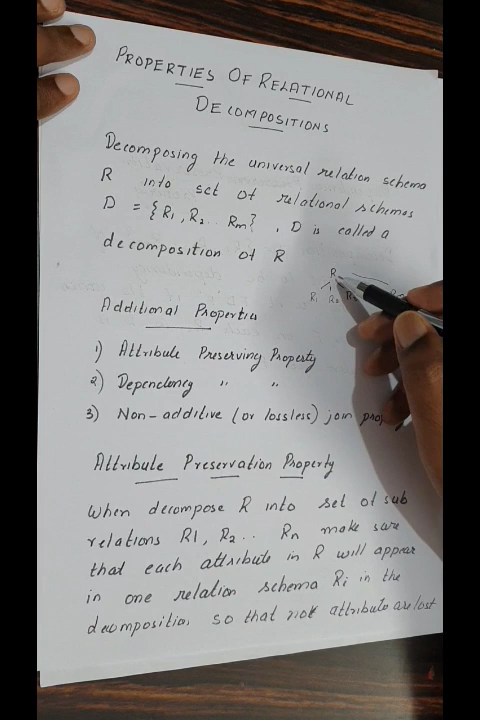 PROPERTIES OF RELATIONAL
DECOMPOSITIONS
Decomposing the universal relation schema
R into set of relational schemas
D = {R1, R2.. Rm}, D is called a
decomposition of R
R
R1 R2 R3
Additional Properties
1) Attribute Preserving Property
2) Dependency " "
3) Non-additive (or lossless) join
Attribute Preservation Property
When decompose R into set of sub
relations R1, R2.. Rn make sure
that each attribute in R will appear
in one relation schema Ri in the
decomposition so that not attribute are lost